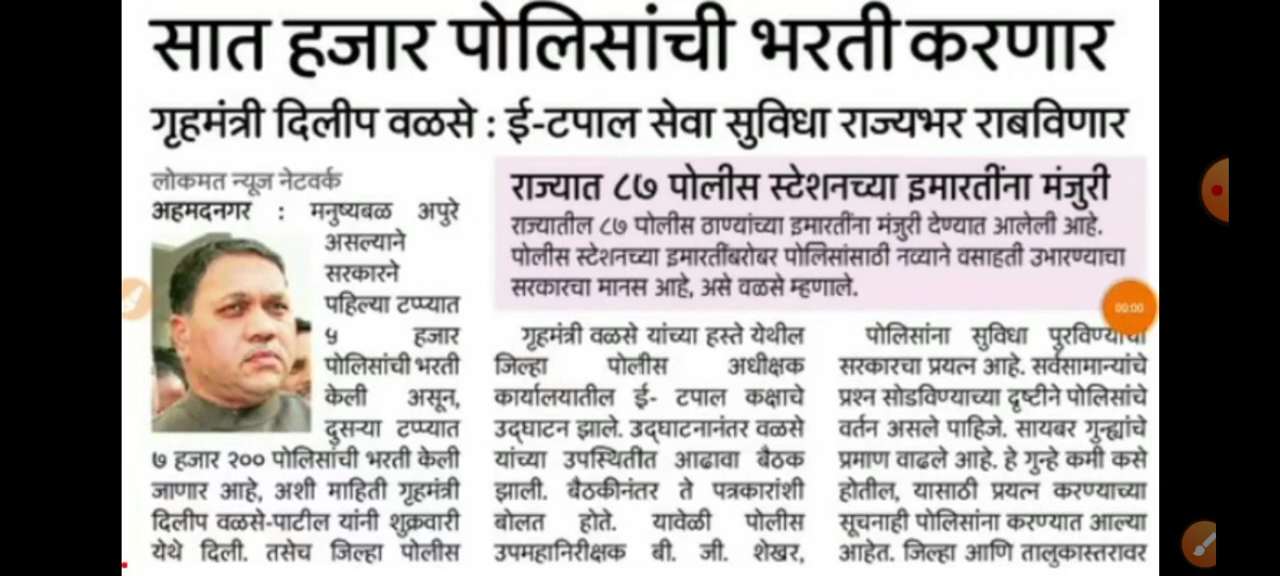 सात हजार पोलिसांची भरती करणार
गृहमंत्री दिलीप वळसे : ई-टपाल सेवा सुविधा राज्यभर राबविणार
लोकमत न्यूज नेटवर्क
अहमदनगर : मनुष्यबळ अपुरे
असल्याने
सरकारने
पहिल्या टप्प्यात
५ हजार
पोलिसांची भरती
केली असून,
दुसऱ्या टप्प्यात
७ हजार २०० पोलिसांची भरती केली
जाणार आहे, अशी माहिती गृहमंत्री
दिलीप वळसे-पाटील यांनी शुक्रवारी
येथे दिली. तसेच जिल्हा पोलीस
राज्यात ८७ पोलीस स्टेशनच्या इमारतींना मंजुरी
राज्यातील ८७ पोलीस ठाण्यांच्या इमारतींना मंजुरी देण्यात आलेली आहे.
पोलीस स्टेशनच्या इमारतींबरोबर पोलिसांसाठी नव्याने वसाहती उभारण्याचा
सरकारचा मानस आहे, असे वळसे म्हणाले.
गृहमंत्री वळसे यांच्या हस्ते येथील
जिल्हा पोलीस अधीक्षक
कार्यालयातील ई- टपाल कक्षाचे
उद्घाटन झाले. उद्घाटनानंतर वळसे
यांच्या उपस्थितीत आढावा बैठक
झाली. बैठकीनंतर ते पत्रकारांशी
बोलत होते. यावेळी पोलीस
उपमहानिरीक्षक बी. जी. शेखर,
पोलिसांना सुविधा पुरविण्याचा
सरकारचा प्रयत्न आहे. सर्वसामान्यांचे
प्रश्न सोडविण्याच्या दृष्टीने पोलिसांचे
वर्तन असले पाहिजे. सायबर गुन्ह्यांचे
प्रमाण वाढले आहे. हे गुन्हे कमी कसे
होतील, यासाठी प्रयत्न करण्याच्या
सूचनाही पोलिसांना करण्यात आल्या
आहेत. जिल्हा आणि तालुकास्तरावर
00:00